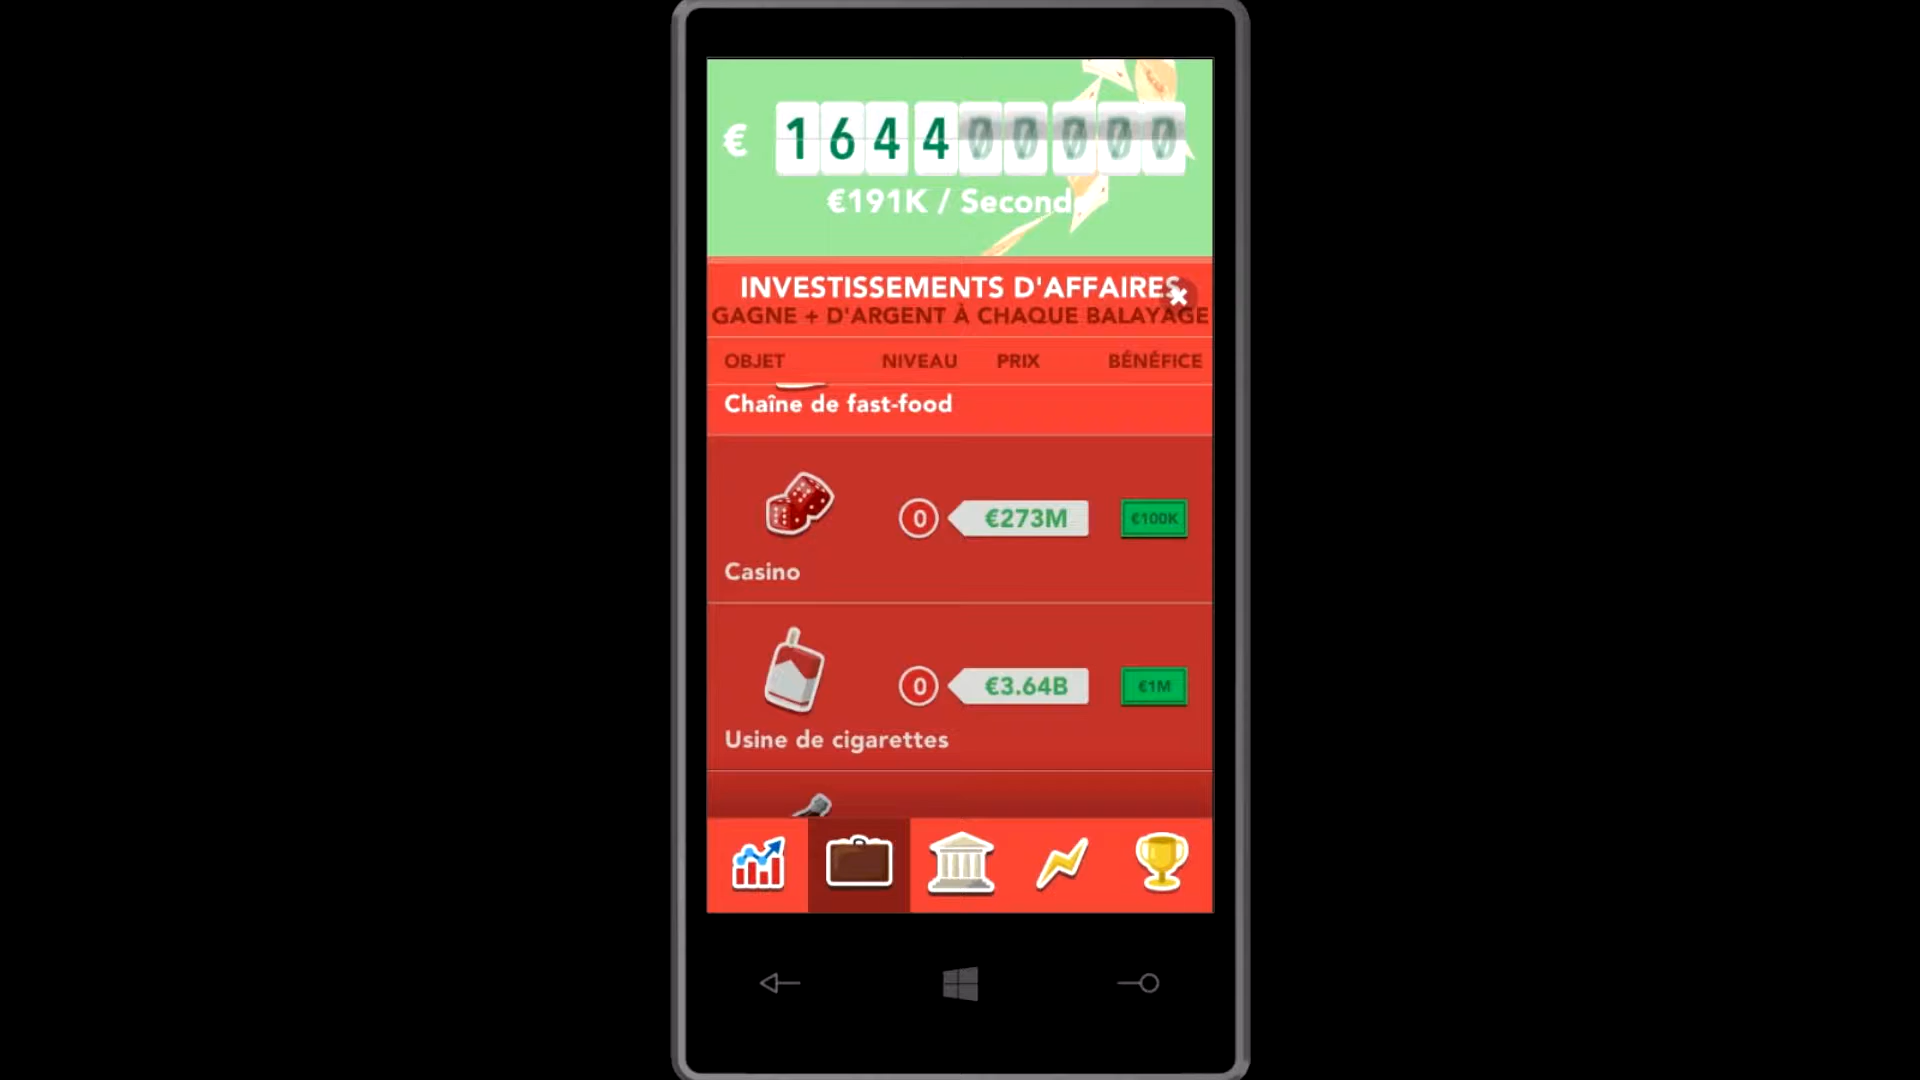 € 1644
€191K / Second
INVESTISSEMENTS D'AFFAIRES
GAGNE + D'ARGENT À CHAQUE BALAYAGE
OBJET NIVEAU PRIX BÉNÉFICE
Chaîne de fast-food
0 €273M €100K
Casino
0 €3.64B €1M
Usine de cigarettes